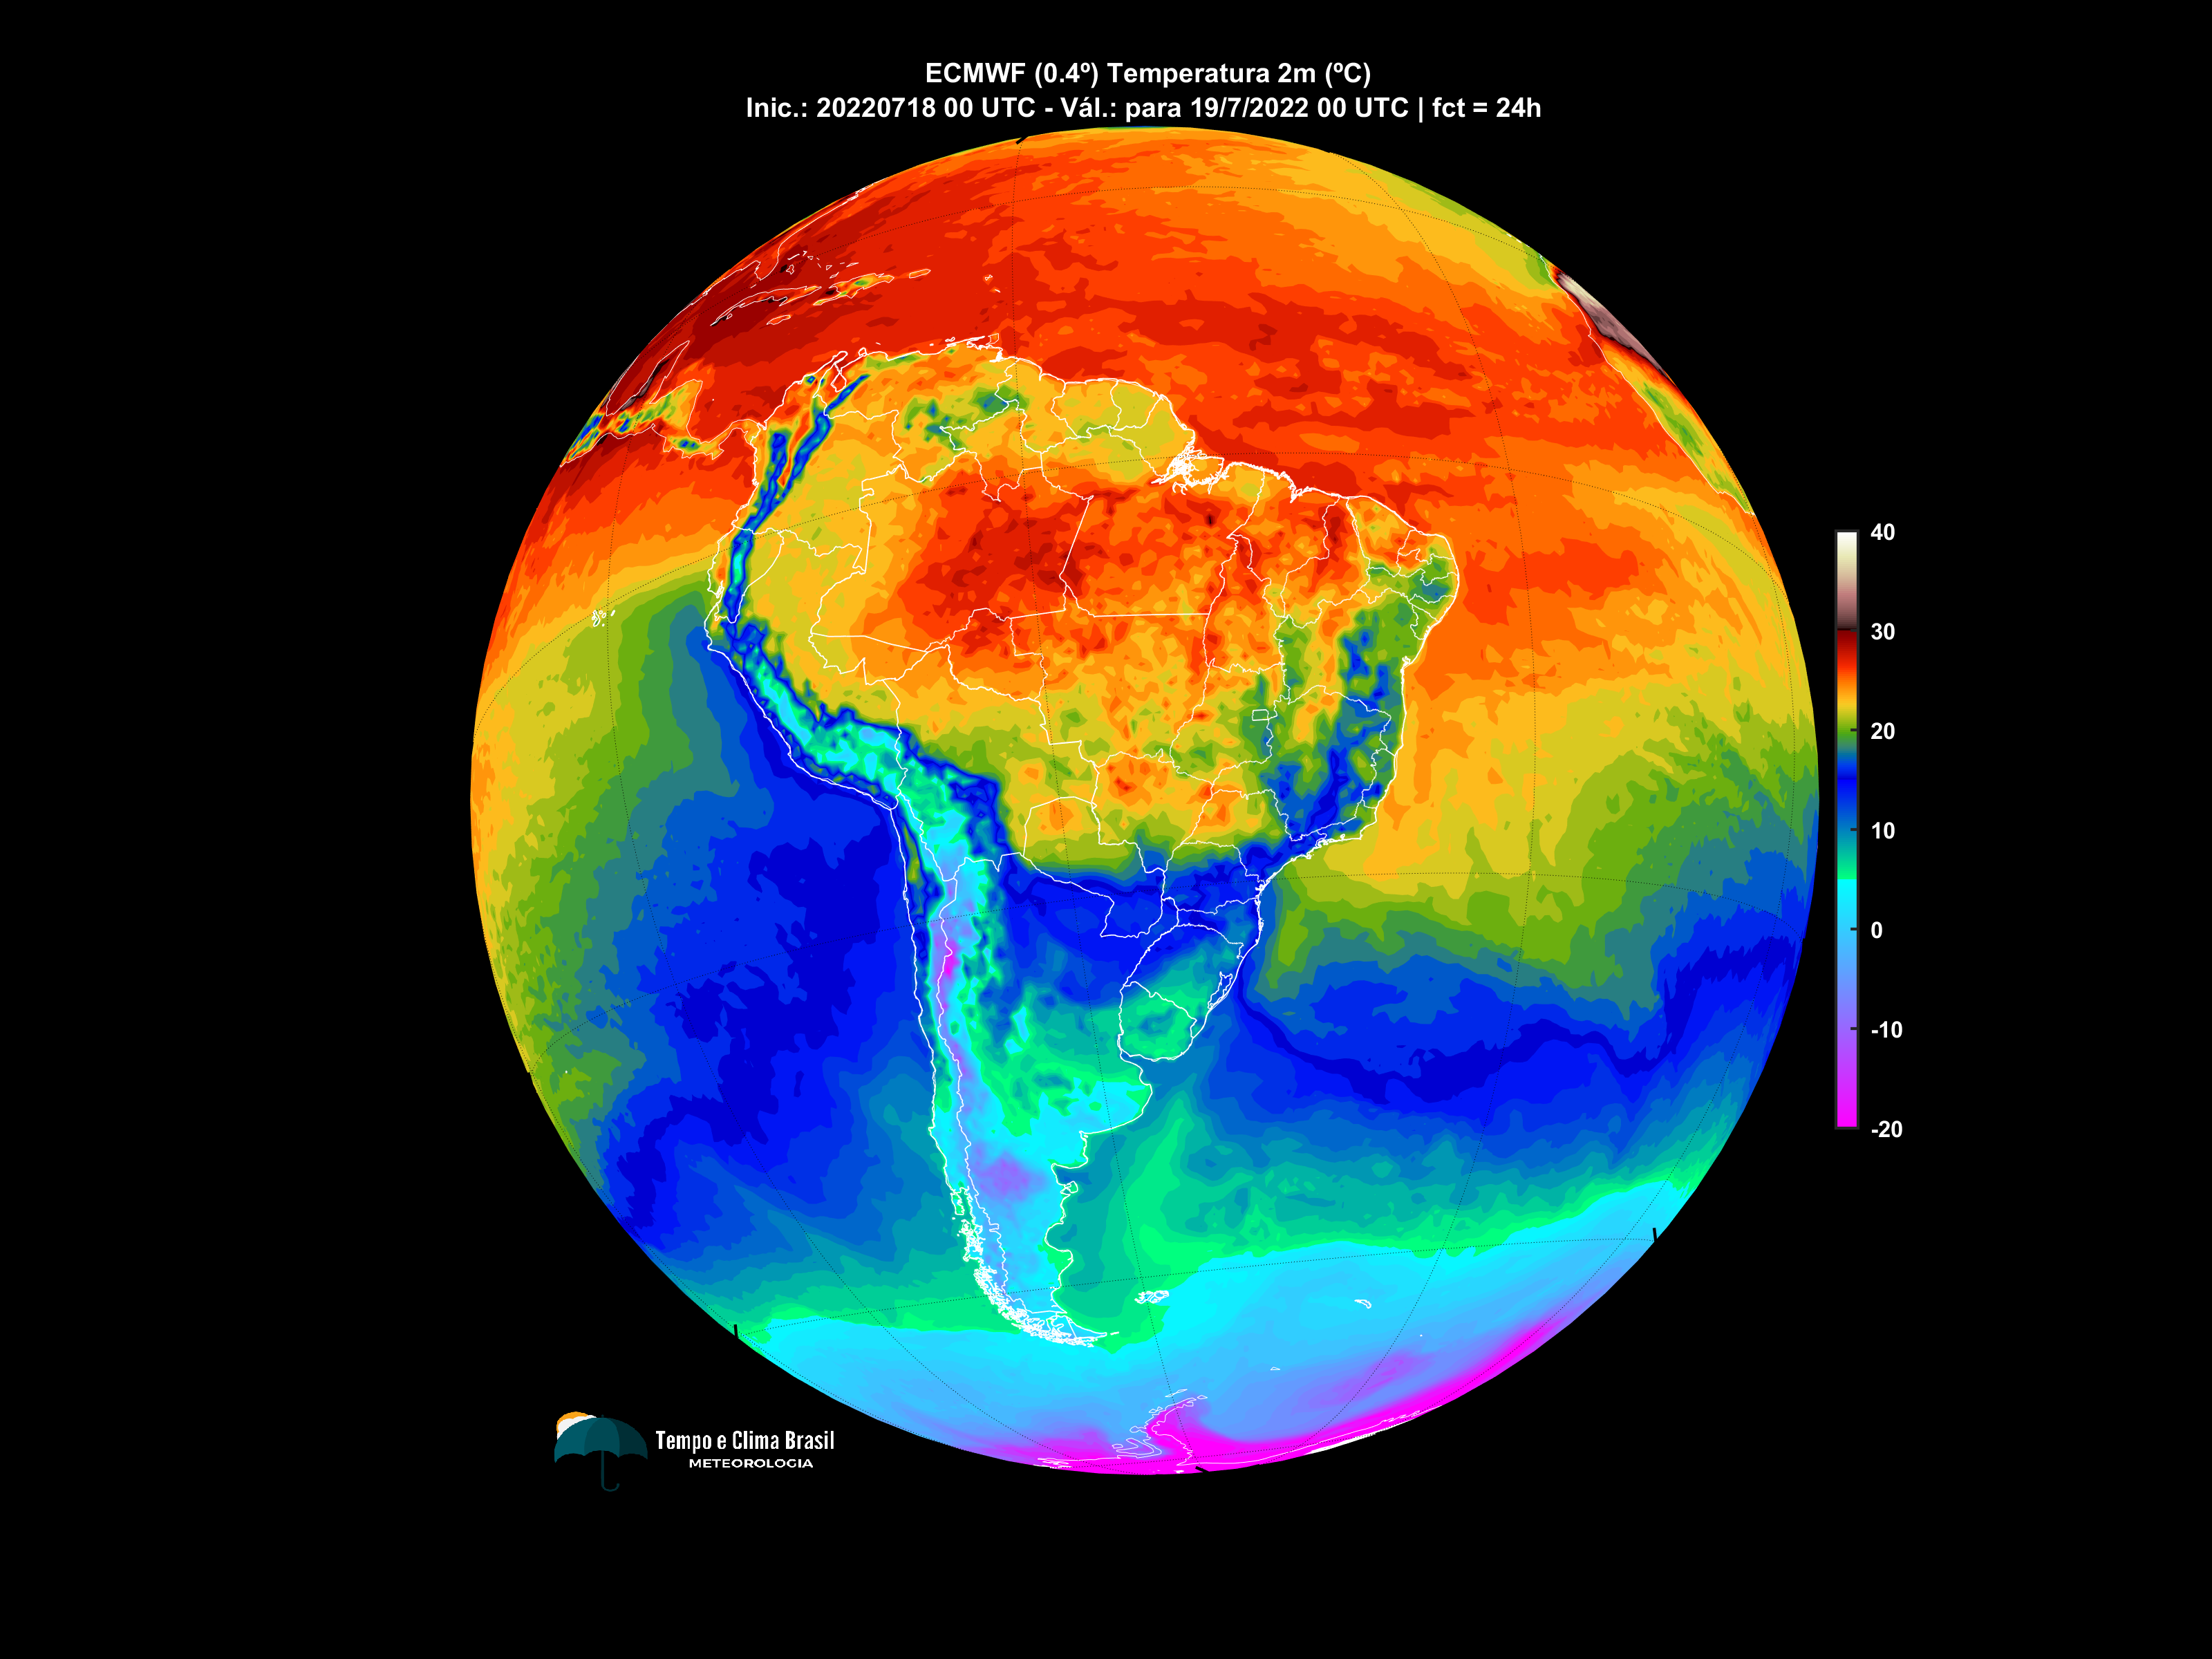 ECMWF (0.4º) Temperatura 2m (ºC)
Inic.: 20220718 00 UTC - Vál.: para 19/7/2022 00 UTC | fct = 24h
40
30
20
10
0
-10
-20
Tempo e Clima Brasil
METEOROLOGIA